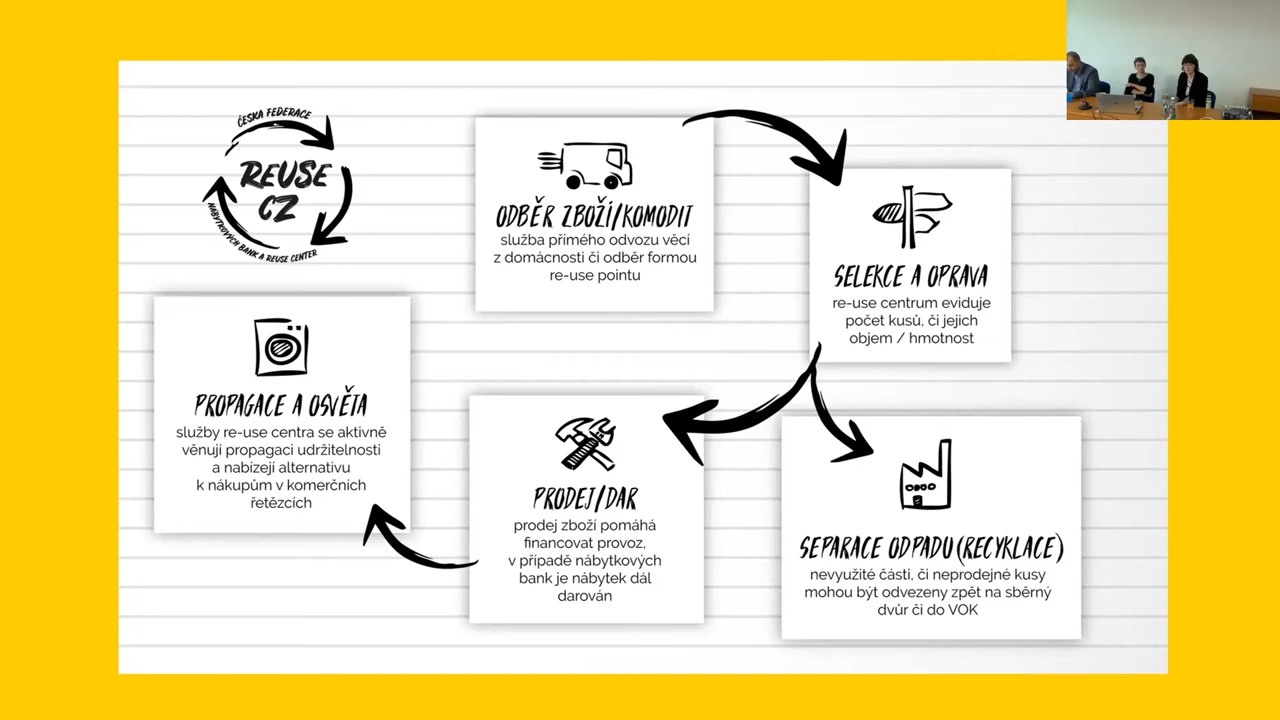 ČESKA FEDERACE
REUSE
CZ
NÁBYTKOVÝCH BANK A REUSE CENTER
ODBĚR ZBOŽÍ/KOMODIT
služba přímého odvozu věcí
z domácnosti či odběr formou
re-use pointu
SELEKCE A OPRAVA
re-use centrum eviduje
počet kusů, či jejich
objem / hmotnost
PROPAGACE A OSVĚTA
služby re-use centra se aktivně
věnují propagaci udržitelnosti
a nabízejí alternativu
k nákupům v komerčních
řetězcích
PRODEJ/DAR
prodej zboží pomáhá
financovat provoz,
v případě nábytkových
bank je nábytek dál
darován
SEPARACE ODPADU (RECYKLACE)
nevyužité části, či neprodejné kusy
mohou být odvezeny zpět na sběrný
dvůr či do VOK